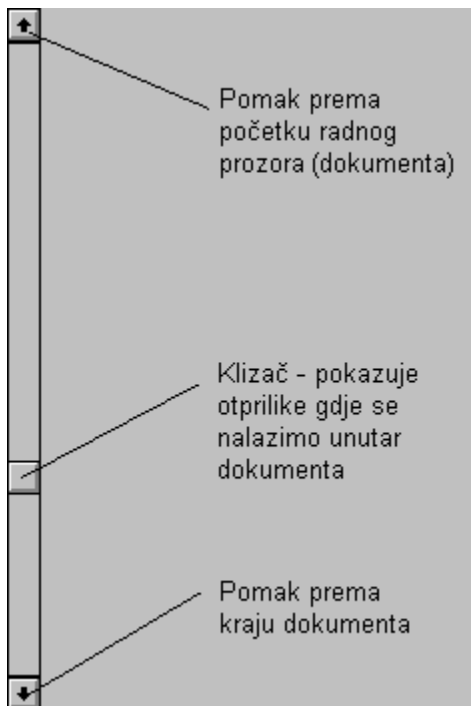 Pomak prema
početku radnog
prozora (dokumenta)
Klizač - pokazuje
otprilike gdje se
nalazimo unutar
dokumenta
Pomak prema
kraju dokumenta